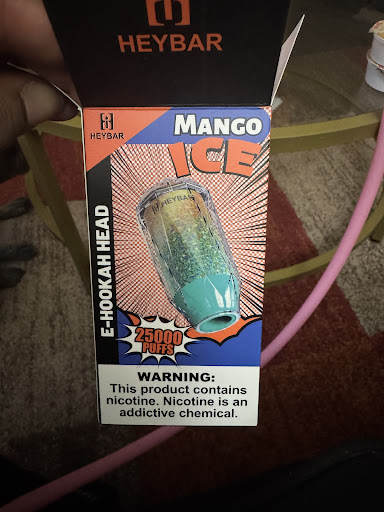 HEYBAR
HEYBAR
MANGO
ICE
HEYBAR
E-HOOKAH HEAD
25000
PUFFS
WARNING:
This product contains
nicotine. Nicotine is an
addictive chemical.